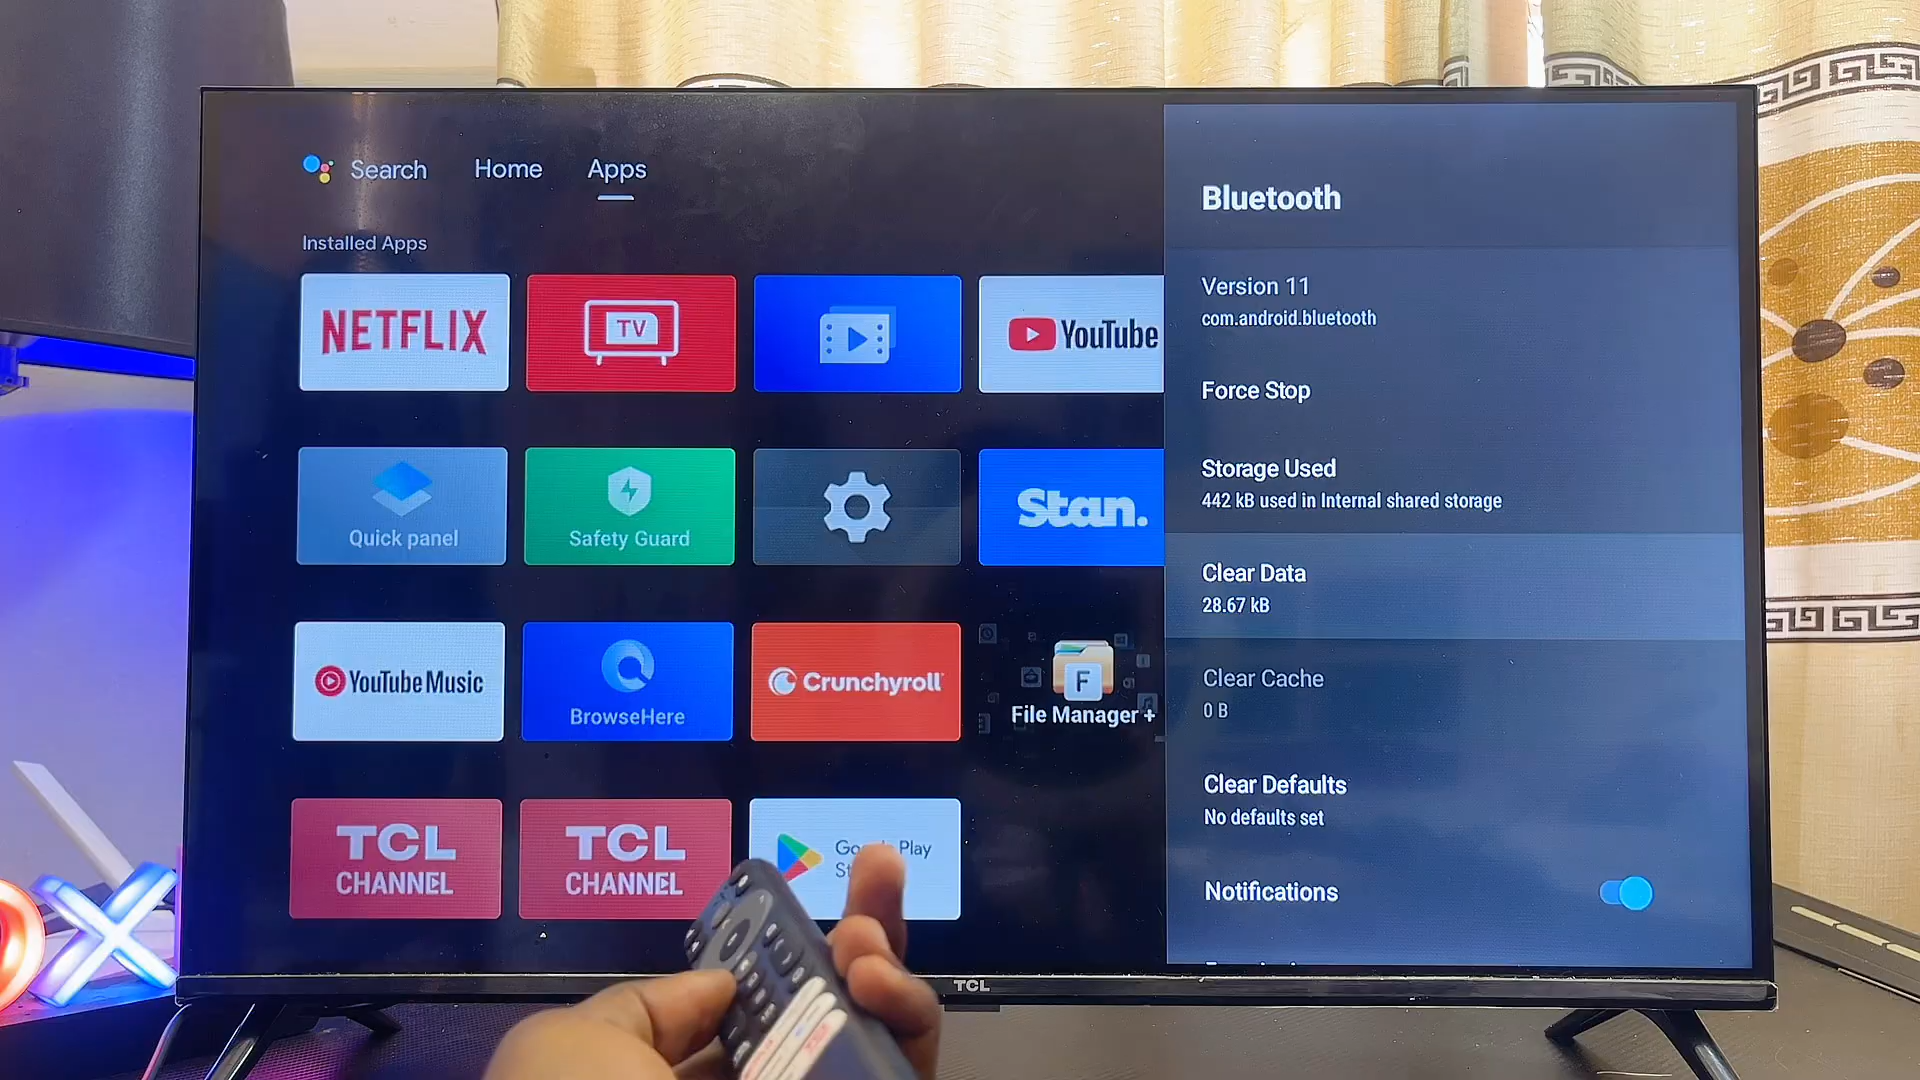 Search Home Apps
Installed Apps
NETFLIX
TV
YouTube
Quick panel
Safety Guard
Stan.
YouTube Music
BrowseHere
Crunchyroll
F
File Manager +
TCL
CHANNEL
TCL
CHANNEL
Play
Bluetooth
Version 11
com.android.bluetooth
Force Stop
Storage Used
442 kB used in Internal shared storage
Clear Data
28.67 kB
Clear Cache
0 B
Clear Defaults
No defaults set
Notifications
TCL